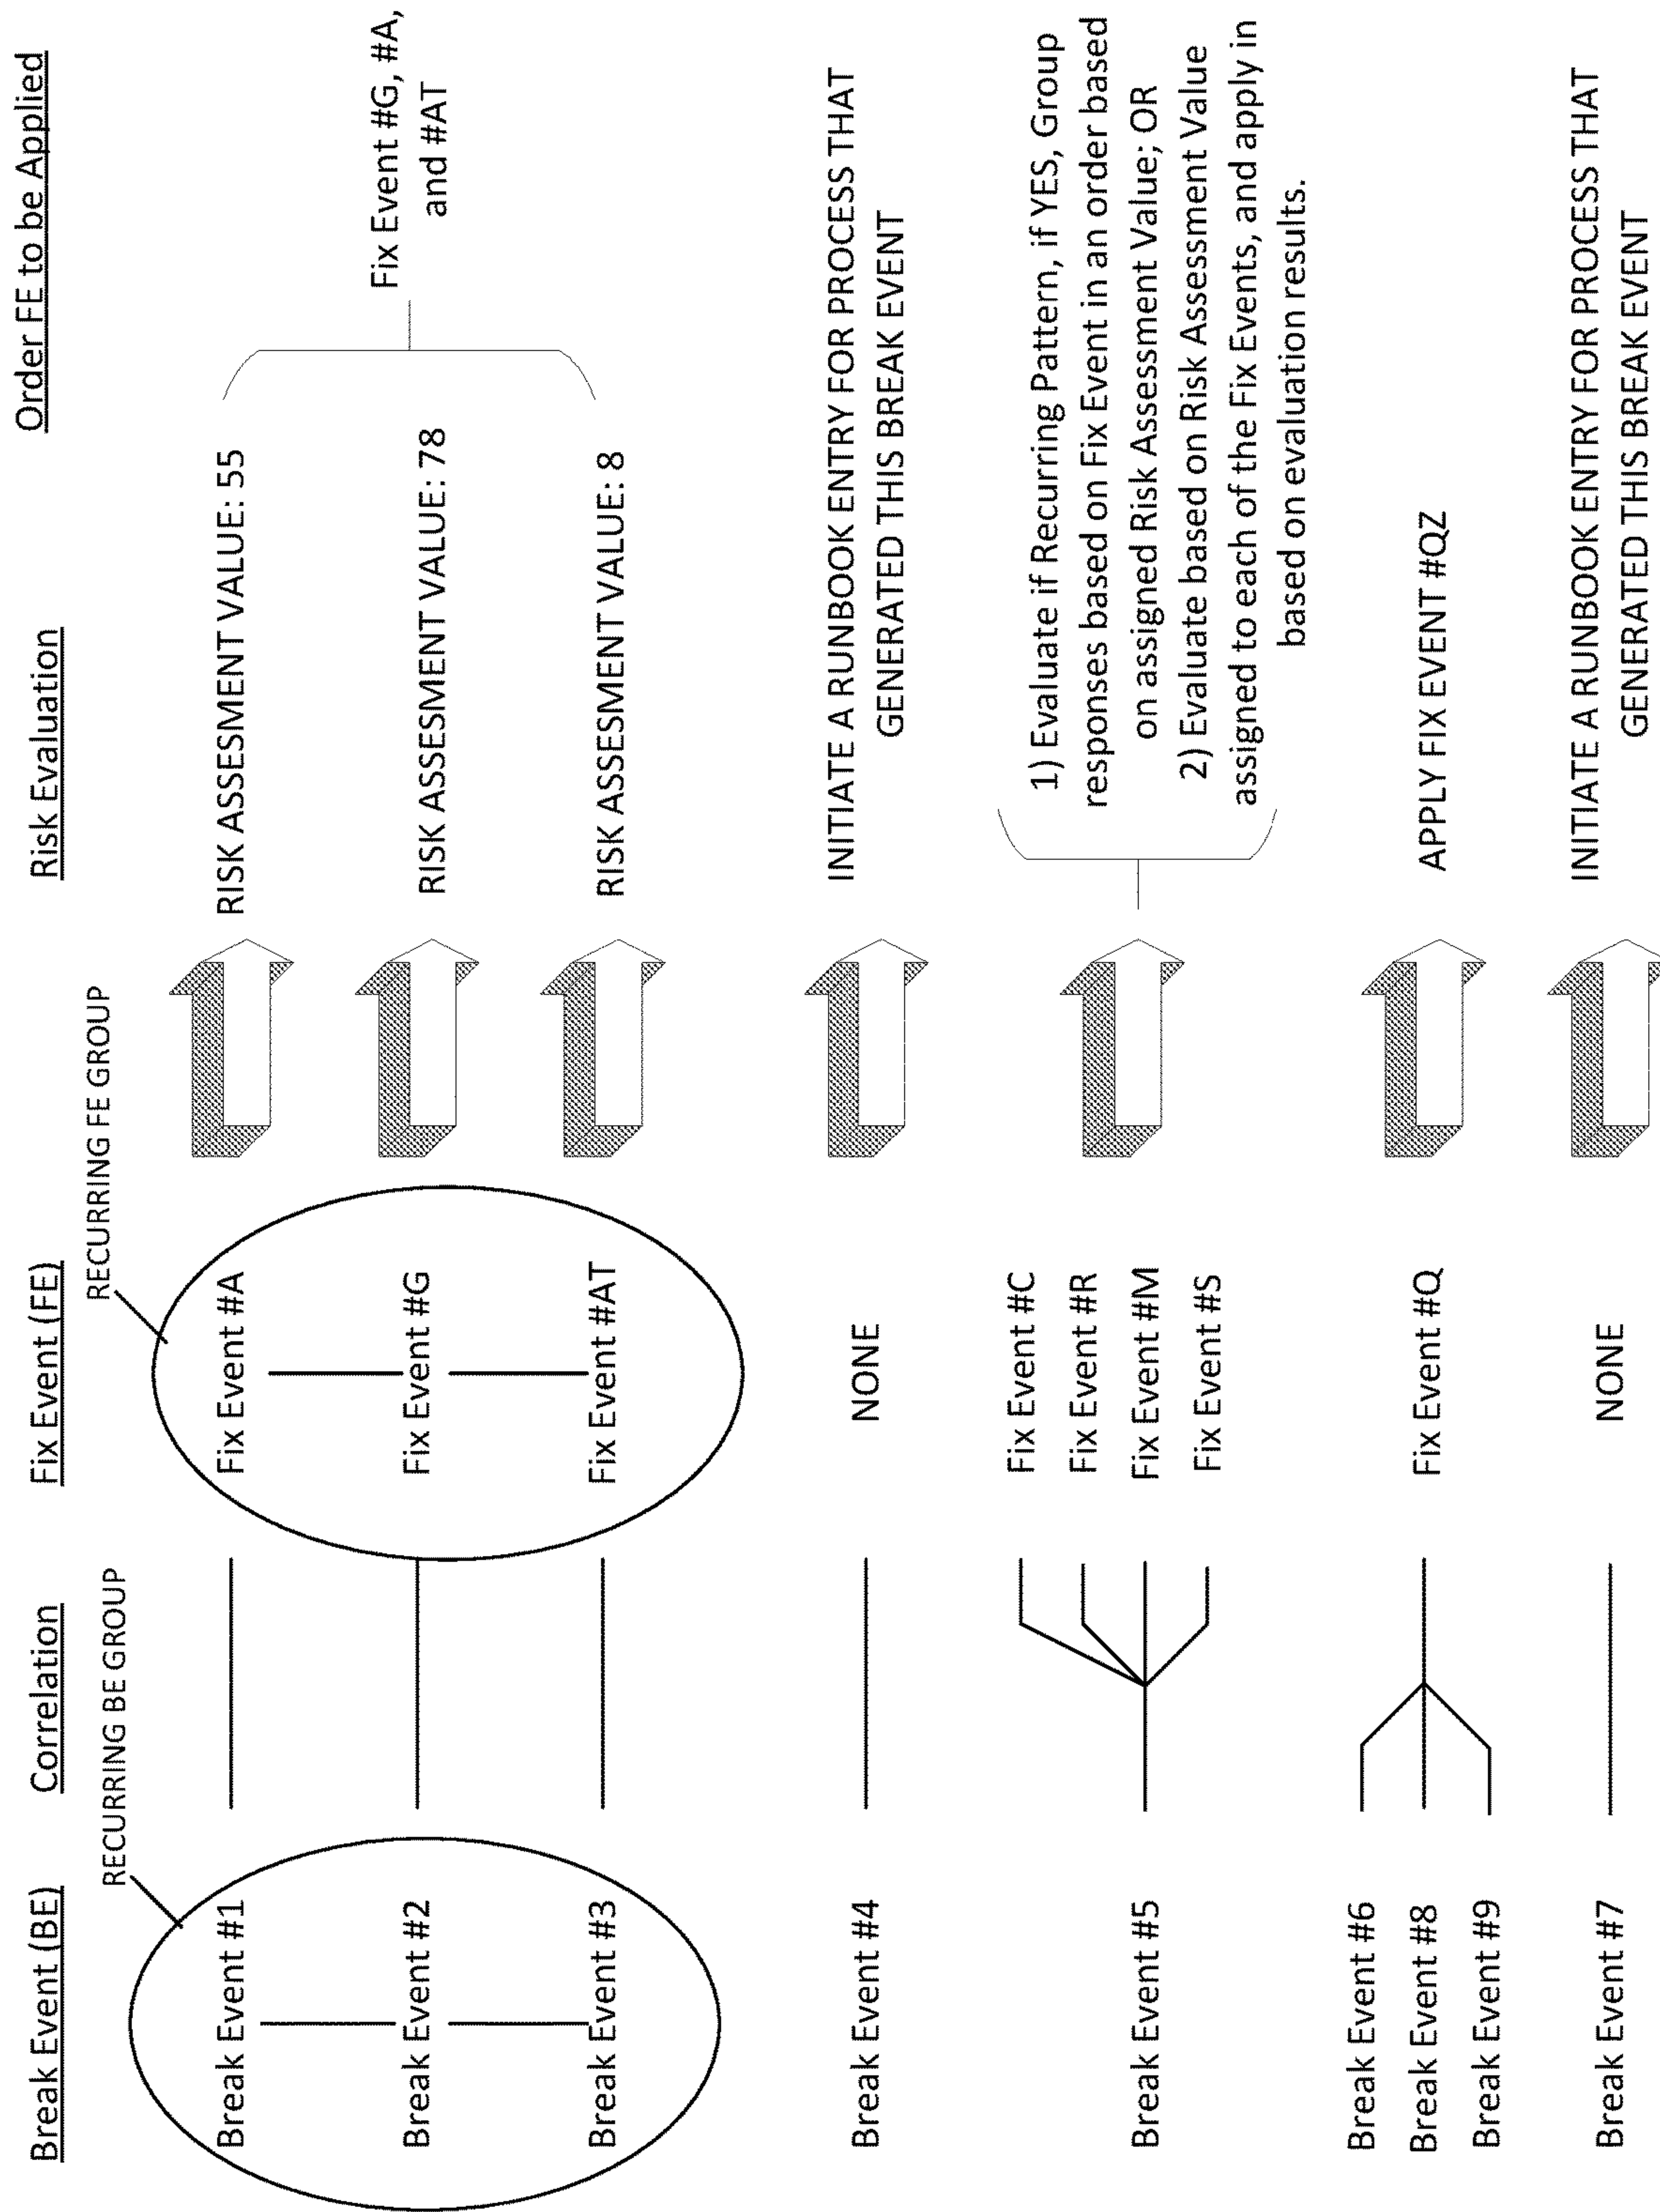 Break Event (BE)
Correlation
Fix Event (FE)
Risk Evaluation
Order FE to be Applied
RECURRING BE GROUP
RECURRING FE GROUP
Break Event #1
Fix Event #A
RISK ASSESMENT VALUE: 55
Break Event #2
Fix Event #G
RISK ASSESSMENT VALUE: 78
Break Event #3
Fix Event #AT
RISK ASSESSMENT VALUE: 8
Fix Event #G, #A,
and #AT
Break Event #4
NONE
INITIATE A RUNBOOK ENTRY FOR PROCESS THAT
GENERATED THIS BREAK EVENT
Break Event #5
Fix Event #C
Fix Event #R
Fix Event #M
Fix Event #S
1) Evaluate if Recurring Pattern, if YES, Group
responses based on Fix Event in an order based
on assigned Risk Assessment Value; OR
2) Evaluate based on Risk Assessment Value
assigned to each of the Fix Events, and apply in
based on evaluation results.
Break Event #6
Break Event #8
Break Event #9
Fix Event #Q
APPLY FIX EVENT #QZ
Break Event #7
NONE
INITIATE A RUNBOOK ENTRY FOR PROCESS THAT
GENERATED THIS BREAK EVENT